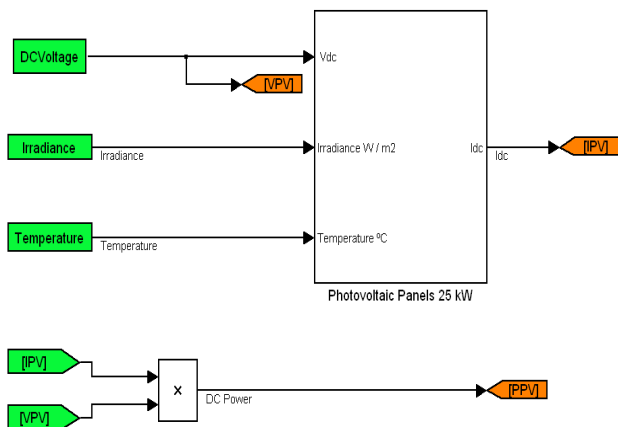 DCVoltage
Vdc
[VPV]
Irradiance
Irradiance
Irradiance W / m2
Idc
Idc
[IPV]
Temperature
Temperature
Temperature ºC
Photovoltaic Panels 25 kW
[IPV]
×
DC Power
[PPV]
[VPV]